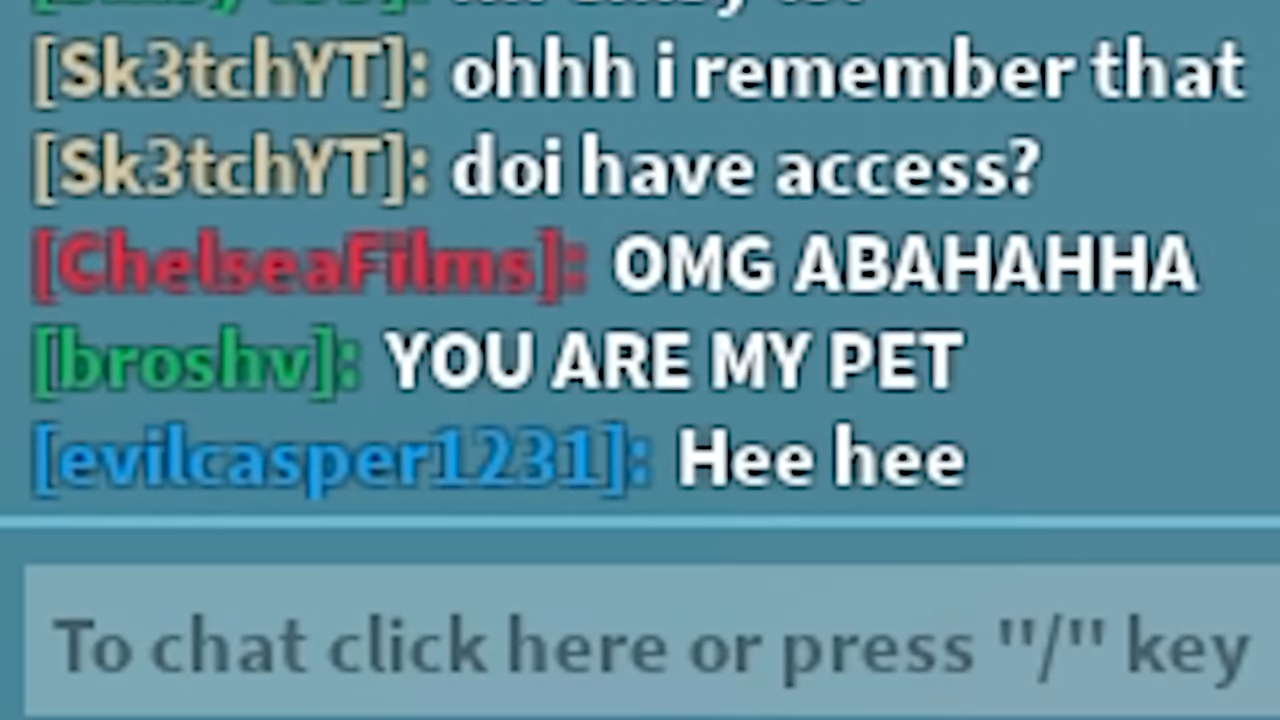 [Sk3tchYT]: ohhh i remember that
[Sk3tchYT]: doi have access?
[ChelseaFilms]: OMG ABAHAHHA
[broshv]: YOU ARE MY PET
[evilcasper1231]: Hee hee
To chat click here or press "/" key